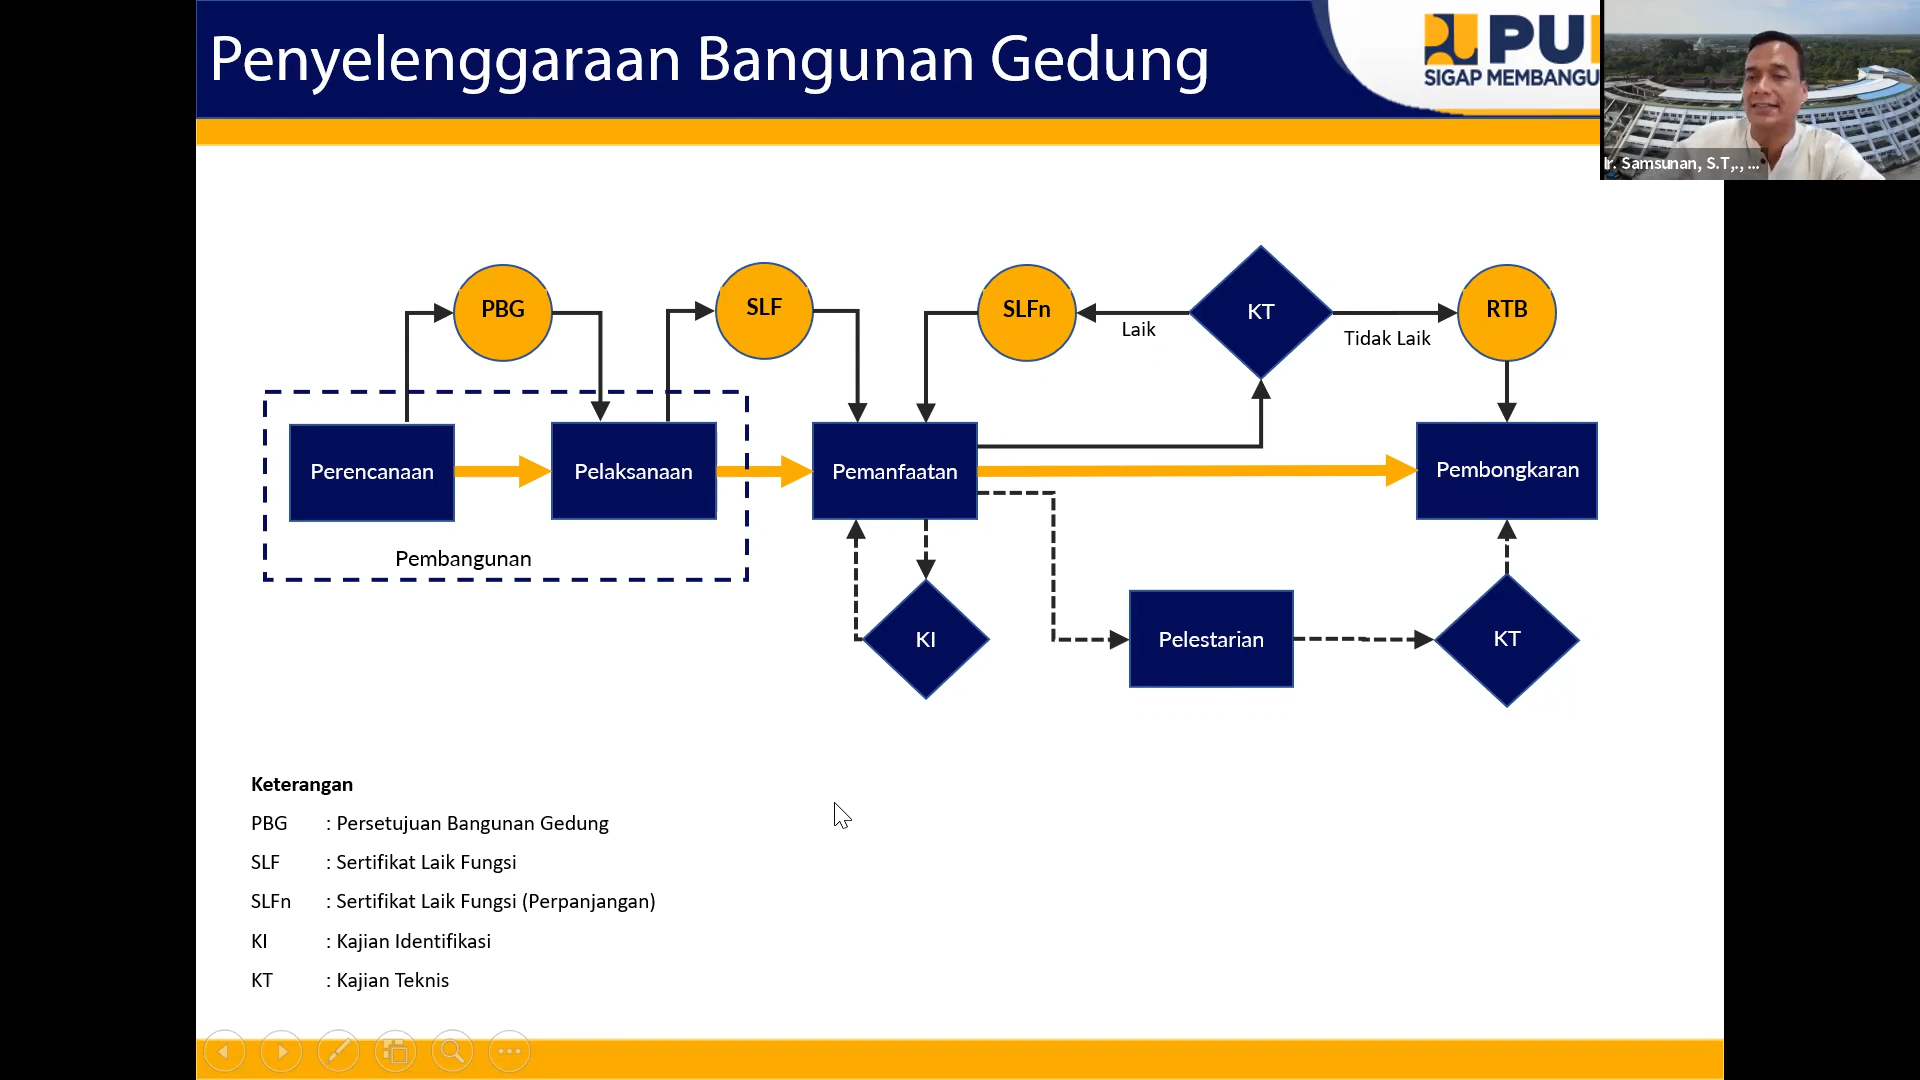 Penyelenggaraan Bangunan Gedung
PU
SIGAP MEMBANGU
Ir. Samsunan, S.T,., ...
PBG
SLF
SLFn
Laik
KT
Tidak Laik
RTB
Perencanaan
Pelaksanaan
Pemanfaatan
Pembongkaran
Pembangunan
KI
Pelestarian
KT
Keterangan
PBG : Persetujuan Bangunan Gedung
SLF : Sertifikat Laik Fungsi
SLFn : Sertifikat Laik Fungsi (Perpanjangan)
KI : Kajian Identifikasi
KT : Kajian Teknis